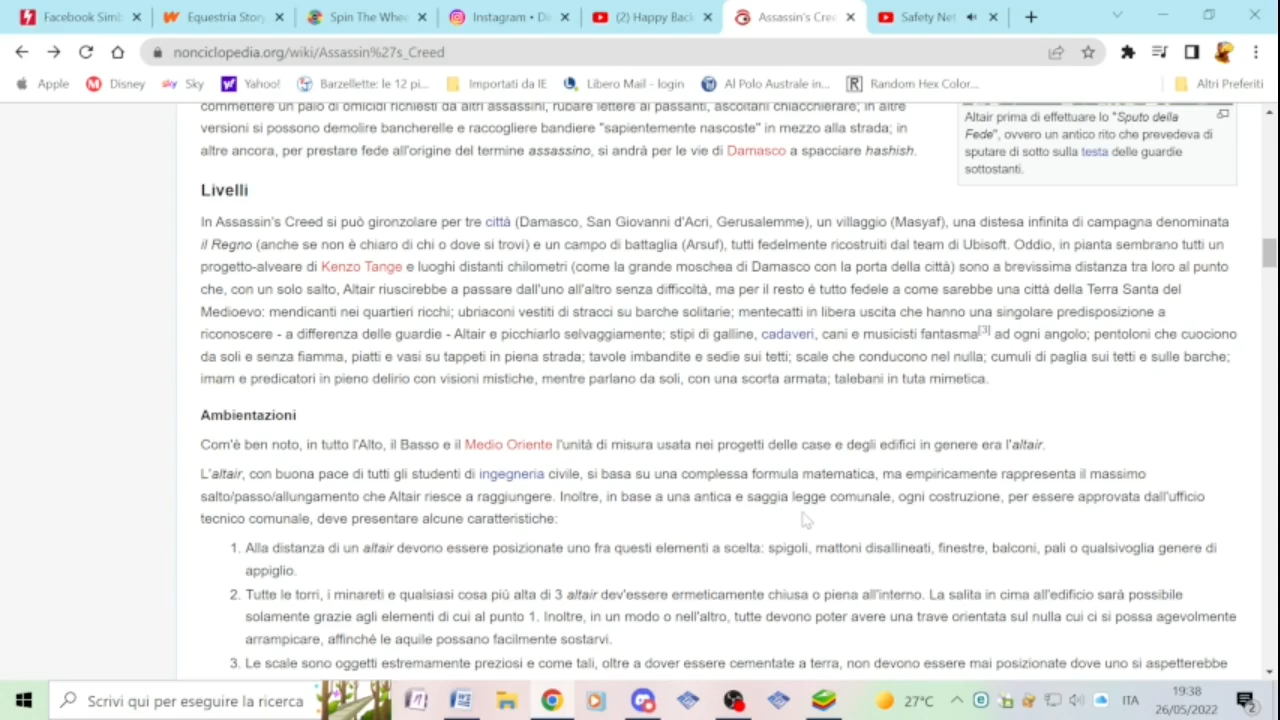 Facebook Simb
Equestria Story
Spin The Whee
Instagram • Di
(2) Happy Back
Assassin's Cree
Safety Net
nonciclopedia.org/wiki/Assassin%27s_Creed
Apple
Disney
Sky
Yahoo!
Barzellette: le 12 pi...
Importati da IE
Libero Mail - login
Al Polo Australe in...
Random Hex Color...
Altri Preferiti
commettere un paio di omicidi richiesti da altri assassini, rubare lettere ai passanti, ascoltarli chiacchierare; in altre
versioni si possono demolire bancherelle e raccogliere bandiere "sapientemente nascoste" in mezzo alla strada; in
altre ancora, per prestare fede all'origine del termine assassino, si andrà per le vie di Damasco a spacciare hashish.
Altair prima di effettuare lo "Sputo della
Fede", ovvero un antico rito che prevedeva di
sputare di sotto sulla testa delle guardie
sottostanti.
Livelli
In Assassin's Creed si può gironzolare per tre città (Damasco, San Giovanni d'Acri, Gerusalemme), un villaggio (Masyaf), una distesa infinita di campagna denominata
il Regno (anche se non è chiaro di chi o dove si trovi) e un campo di battaglia (Arsuf), tutti fedelmente ricostruiti dal team di Ubisoft. Oddio, in pianta sembrano tutti un
progetto-alveare di Kenzo Tange e luoghi distanti chilometri (come la grande moschea di Damasco con la porta della città) sono a brevissima distanza tra loro al punto
che, con un solo salto, Altair riuscirebbe a passare dall'uno all'altro senza difficoltà, ma per il resto è tutto fedele a come sarebbe una città della Terra Santa del
Medioevo: mendicanti nei quartieri ricchi; ubriaconi vestiti di stracci su barche solitarie; mentecatti in libera uscita che hanno una singolare predisposizione a
riconoscere - a differenza delle guardie - Altair e picchiarlo selvaggiamente; stipi di galline, cadaveri, cani e musicisti fantasma[3] ad ogni angolo; pentoloni che cuociono
da soli e senza fiamma, piatti e vasi su tappeti in piena strada; tavole imbandite e sedie sui tetti; scale che conducono nel nulla; cumuli di paglia sui tetti e sulle barche;
imam e predicatori in pieno delirio con visioni mistiche, mentre parlano da soli, con una scorta armata; talebani in tuta mimetica.
Ambientazioni
Com'è ben noto, in tutto l'Alto, il Basso e il Medio Oriente l'unità di misura usata nei progetti delle case e degli edifici in genere era l'altair.
L'altair, con buona pace di tutti gli studenti di ingegneria civile, si basa su una complessa formula matematica, ma empiricamente rappresenta il massimo
salto/passo/allungamento che Altair riesce a raggiungere. Inoltre, in base a una antica e saggia legge comunale, ogni costruzione, per essere approvata dall'ufficio
tecnico comunale, deve presentare alcune caratteristiche:
1. Alla distanza di un altair devono essere posizionate uno fra questi elementi a scelta: spigoli, mattoni disallineati, finestre, balconi, pali o qualsivoglia genere di
appiglio.
2. Tutte le torri, i minareti e qualsiasi cosa più alta di 3 altair dev'essere ermeticamente chiusa o piena all'interno. La salita in cima all'edificio sarà possibile
solamente grazie agli elementi di cui al punto 1. Inoltre, in un modo o nell'altro, tutte devono poter avere una trave orientata sul nulla cui ci si possa agevolmente
arrampicare, affinché le aquile possano facilmente sostarvi.
3. Le scale sono oggetti estremamente preziosi e come tali, oltre a dover essere cementate a terra, non devono essere mai posizionate dove uno si aspetterebbe
Scrivi qui per eseguire la ricerca
27°C
ITA
19:38
26/05/2022
2